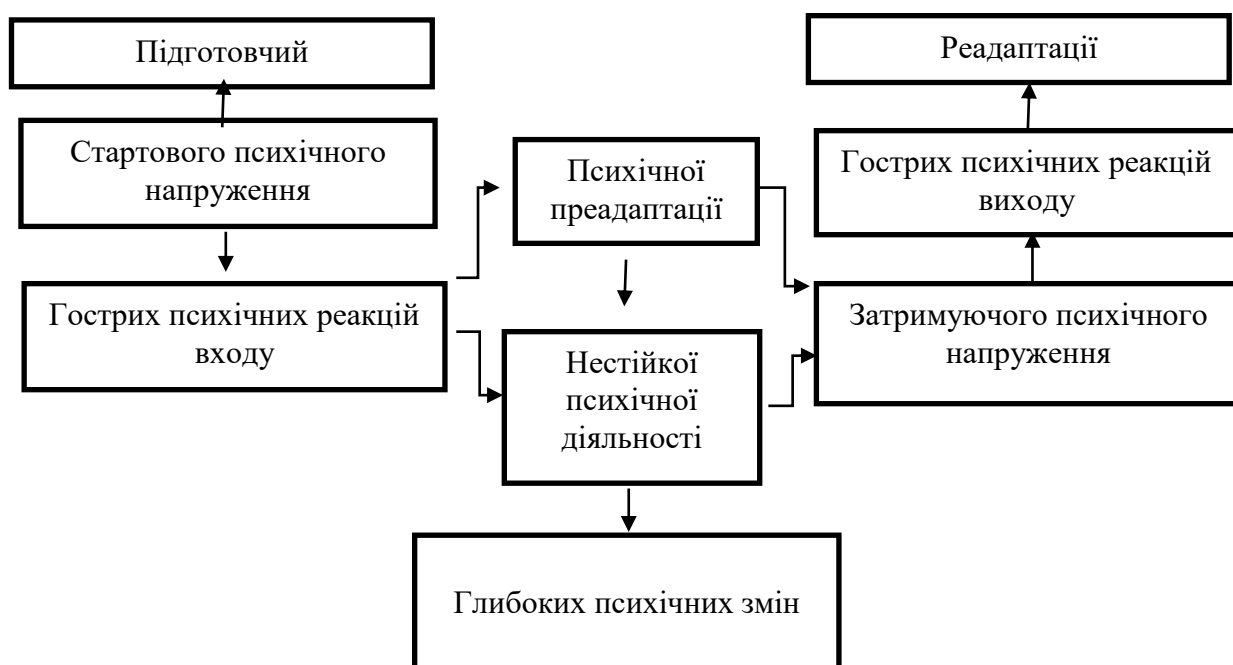 Підготовчий
Стартового психічного
напруження
Гострих психічних реакцій
входу
Психічної
преадаптації
Нестійкої
психічної
діяльності
Глибоких психічних змін
Реадаптації
Гострих психічних реакцій
виходу
Затримуючого психічного
напруження